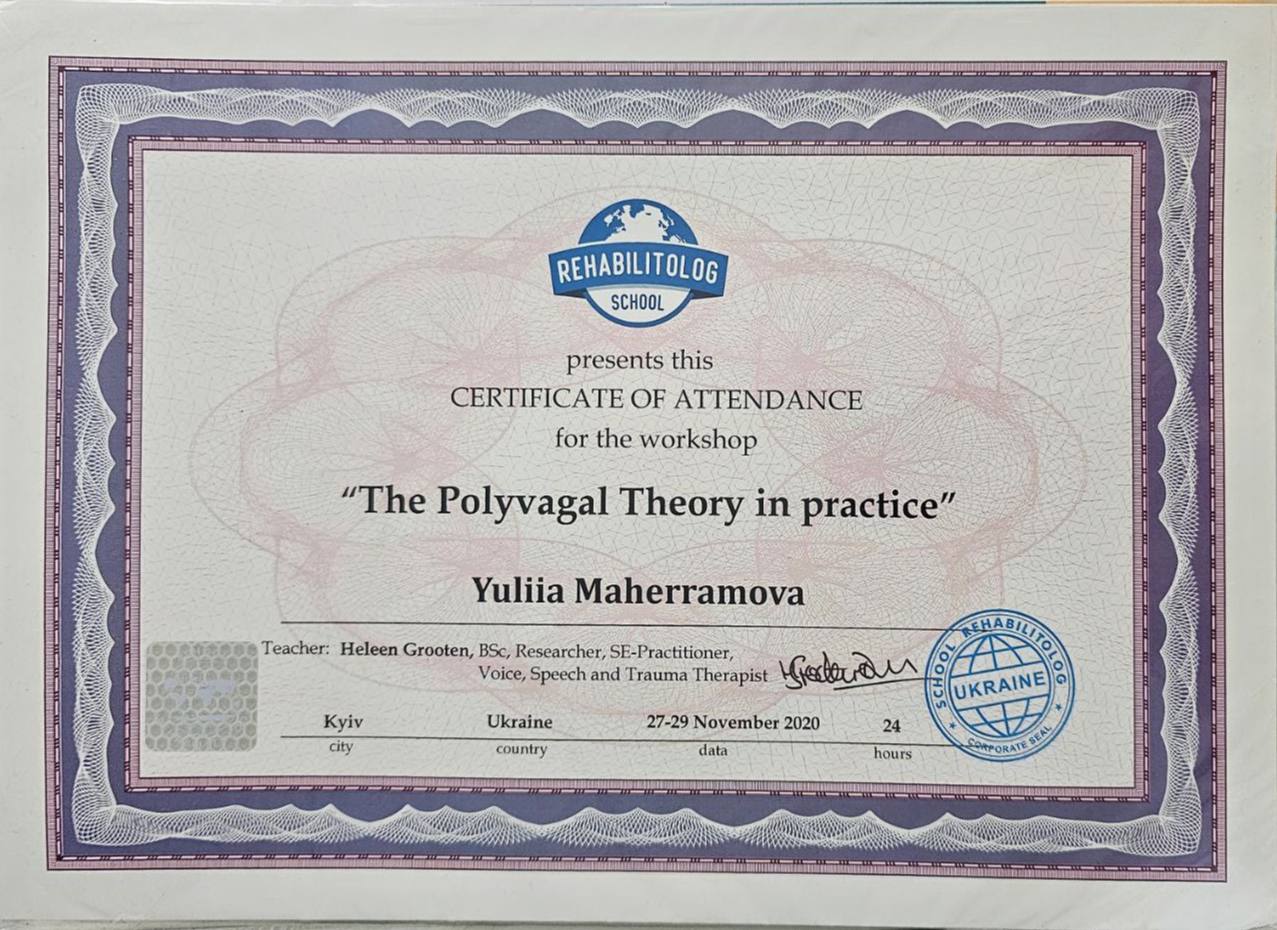 REHABILITOLOG
SCHOOL
presents this
CERTIFICATE OF ATTENDANCE
for the workshop
“The Polyvagal Theory in practice”
Yuliia Maherramova
Teacher: Heleen Grooten, BSc, Researcher, SE-Practitioner,
Voice, Speech and Trauma Therapist
Kyiv Ukraine 27-29 November 2020 24
city country data hours
SCHOOL REHABILITOLOG
UKRAINE
CORPORATE SEAL